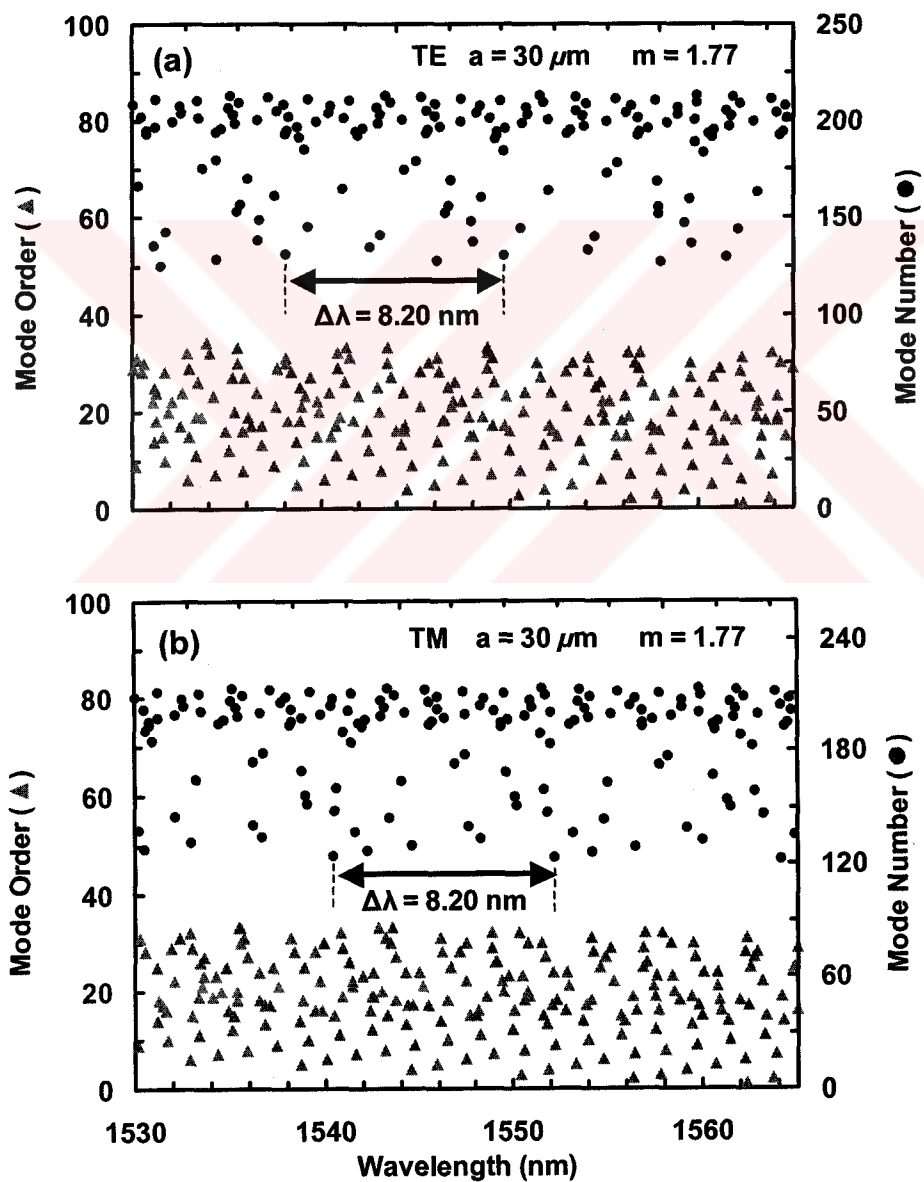 100
80
60
40
20
0
Mode Order ( ▲ )
(a)
TE a = 30 µm m = 1.77
Δλ = 8.20 nm
250
200
150
100
50
0
Mode Number ( ● )
100
80
60
40
20
0
Mode Order ( ▲ )
(b)
TM a = 30 µm m = 1.77
Δλ = 8.20 nm
240
180
120
60
0
Mode Number ( ● )
1530 1540 1550 1560
Wavelength (nm)